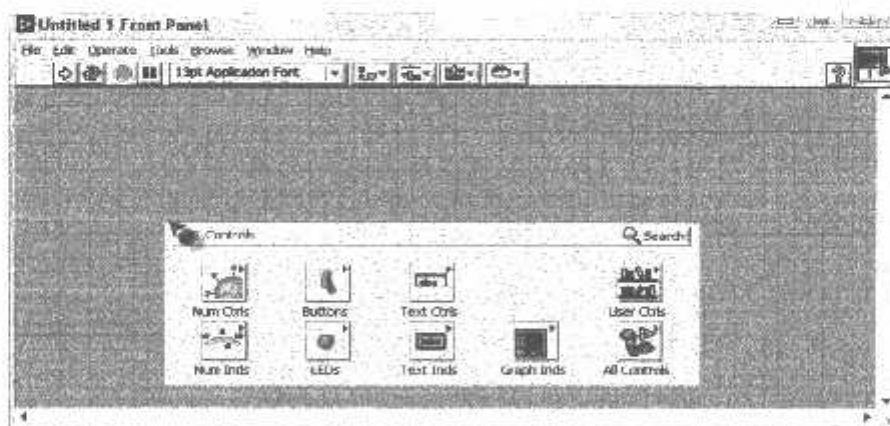 Untitled 1 Front Panel
File Edit Operate Tools Browse Window Help
13pt Application Font
Controls Search
Num Ctrls Buttons Text Ctrls User Ctrls
Num Inds LEDs Text Inds Graph Inds All Controls